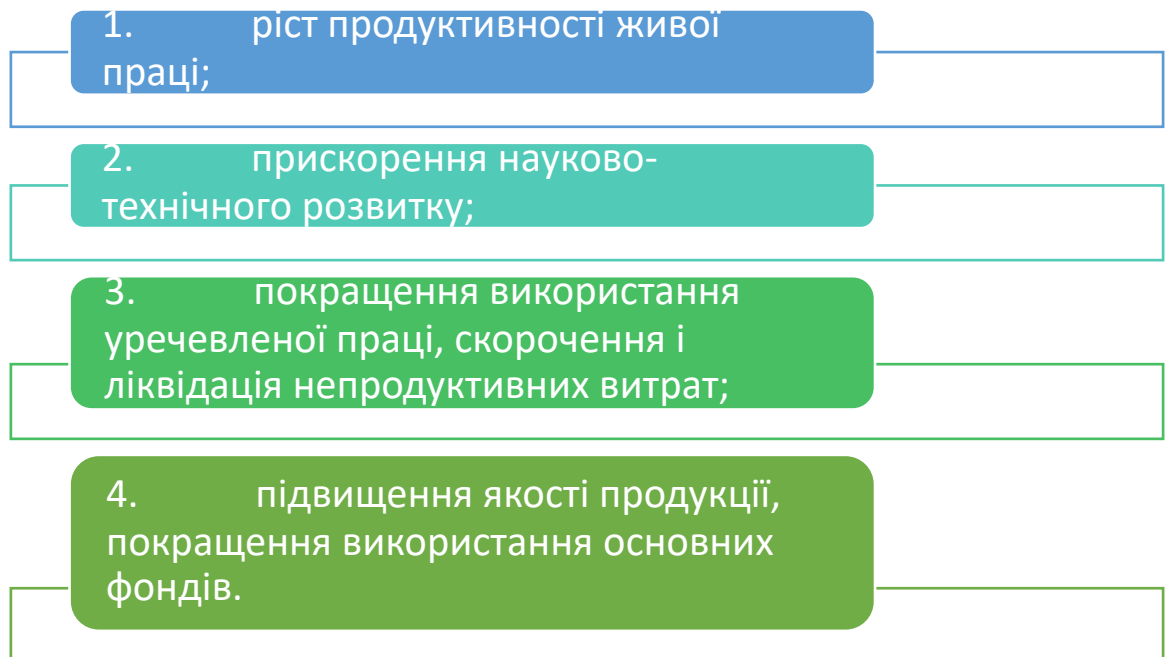 1. ріст продуктивності живої
праці;
2. прискорення науково-
технічного розвитку;
3. покращення використання
уречевленої праці, скорочення і
ліквідація непродуктивних витрат;
4. підвищення якості продукції,
покращення використання основних
фондів.